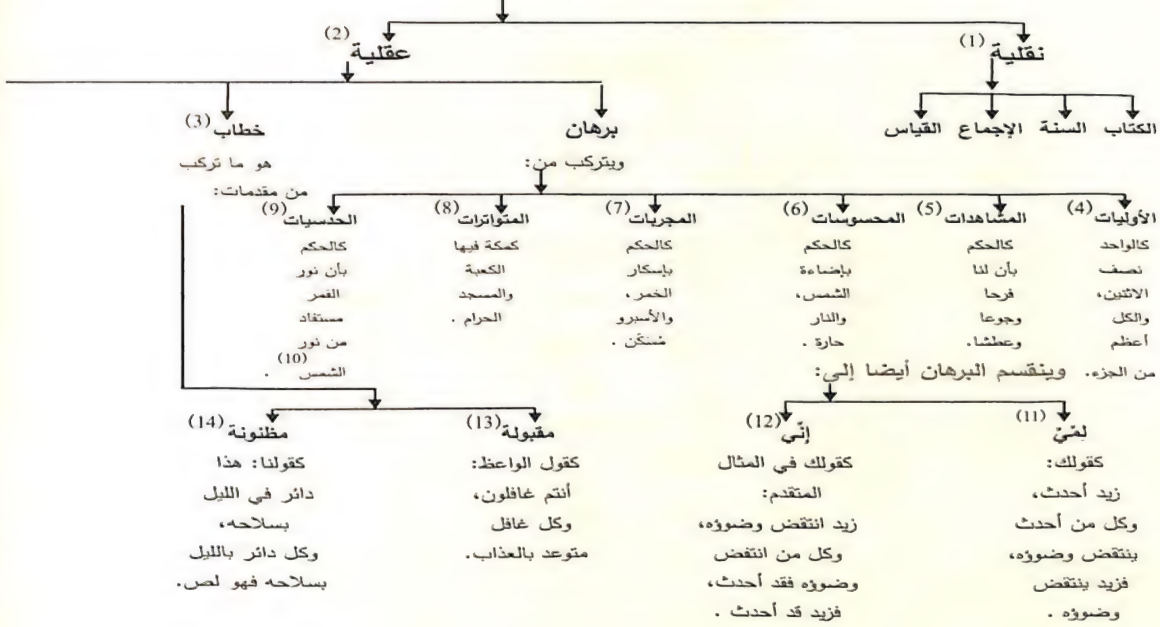 نقلية (1)
عقلية (2)
الكتاب السنة الإجماع القياس
برهان
ويتركب من:
خطاب (3)
هو ما تركب
من مقدمات:
الأوليات (4)
كالواحد
نصف
الاثنين،
والكل
أعظم
من الجزء.
المشاهدات (5)
كالحكم
بأن لنا
فرحا
وجوعا
وعطشا.
المحسوسات (6)
كالحكم
بإضاءة
الشمس،
والنار
حارة .
المجربات (7)
كالحكم
بإسكار
الخمر،
والأسبرو
مُسَكّن .
المتواترات (8)
كمكة فيها
الكعبة
والمسجد
الحرام .
الحدسيات (9)
كالحكم
بأن نور
القمر
مستفاد
من نور
الشمس (10) .
وينقسم البرهان أيضا إلى:
لِمّيّ (11)
كقولك:
زيد أحدث،
وكل من أحدث
ينتقض وضوؤه،
فزيد ينتقض
وضوؤه .
إنّي (12)
كقولك في المثال
المتقدم:
زيد انتقض وضوؤه،
وكل من انتقض
وضوؤه فقد أحدث،
فزيد قد أحدث .
مقبولة (13)
كقول الواعظ:
أنتم غافلون،
وكل غافل
متوعد بالعذاب.
مظنونة (14)
كقولنا: هذا
دائر في الليل
بسلاحه،
وكل دائر بالليل
بسلاحه فهو لص.